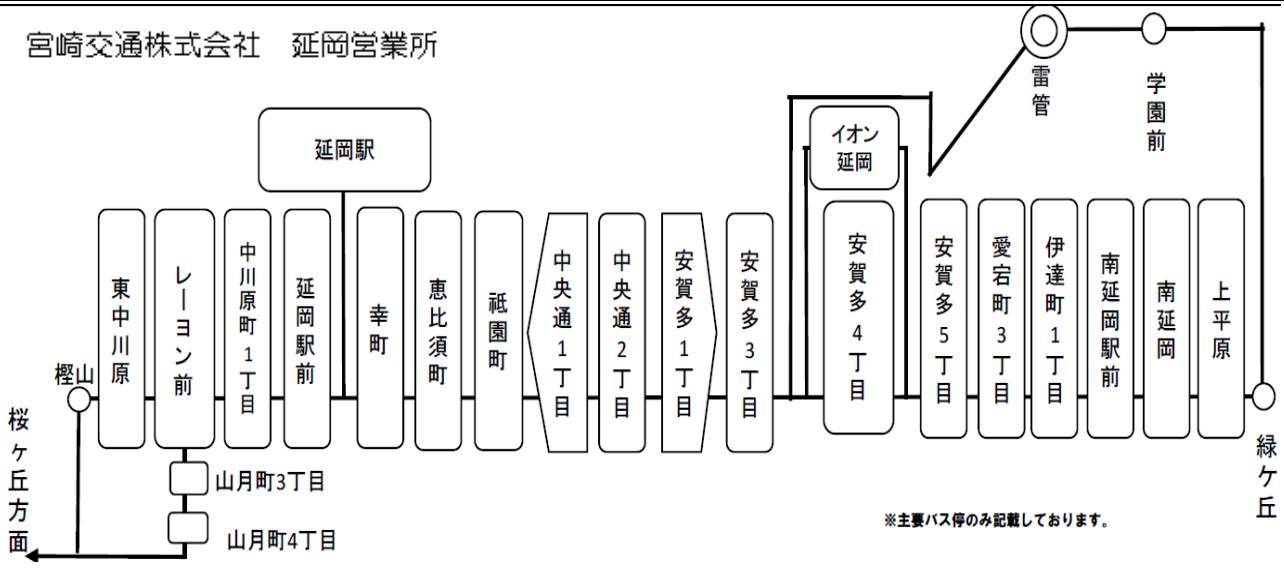 宮崎交通株式会社　延岡営業所
雷管
学園前
延岡駅
イオン
延岡
東中川原
レーヨン前
中川原町1丁目
延岡駅前
幸町
恵比須町
祇園町
中央通1丁目
中央通2丁目
安賀多1丁目
安賀多3丁目
安賀多4丁目
安賀多5丁目
愛宕町3丁目
伊達町1丁目
南延岡駅前
南延岡
上平原
樫山
緑ケ丘
桜ケ丘方面
山月町3丁目
山月町4丁目
※主要バス停のみ記載しております。